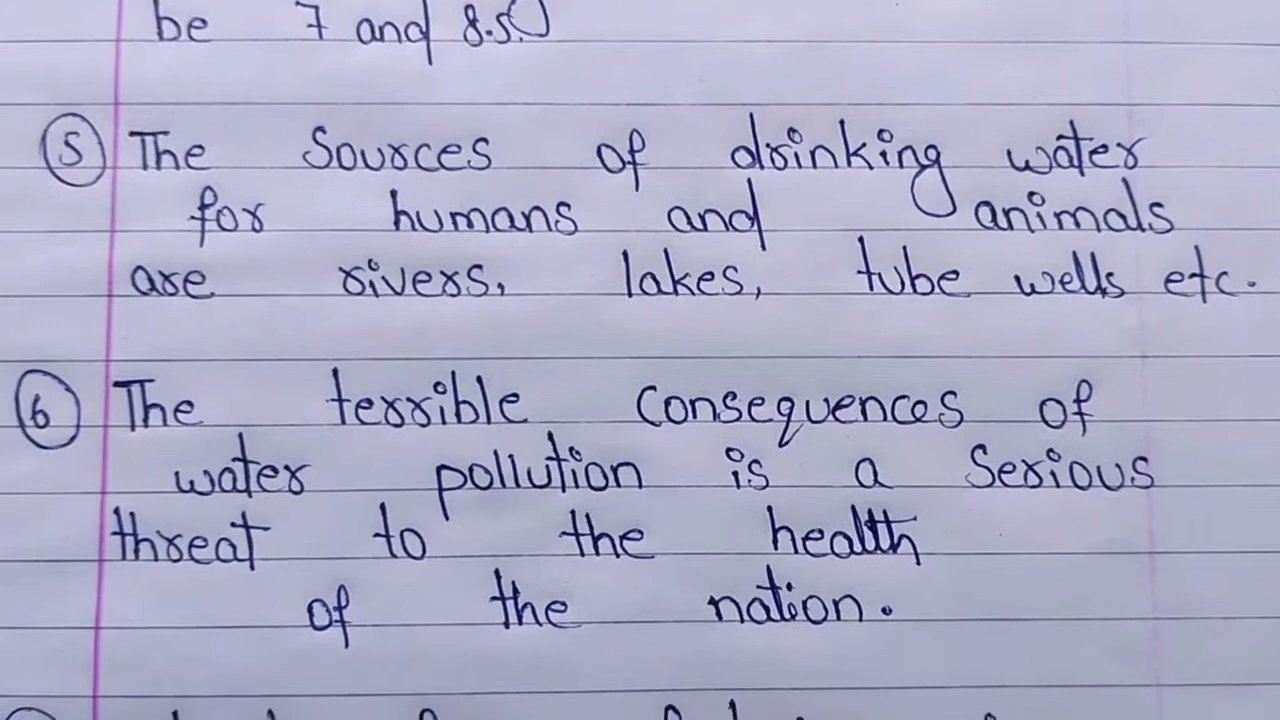 be 7 and 8.5.
⑤ The Sources of drinking water
for humans and animals
are rivers, lakes, tube wells etc.
⑥ The terrible consequences of
water pollution is a Serious
threat to the health
of the nation.